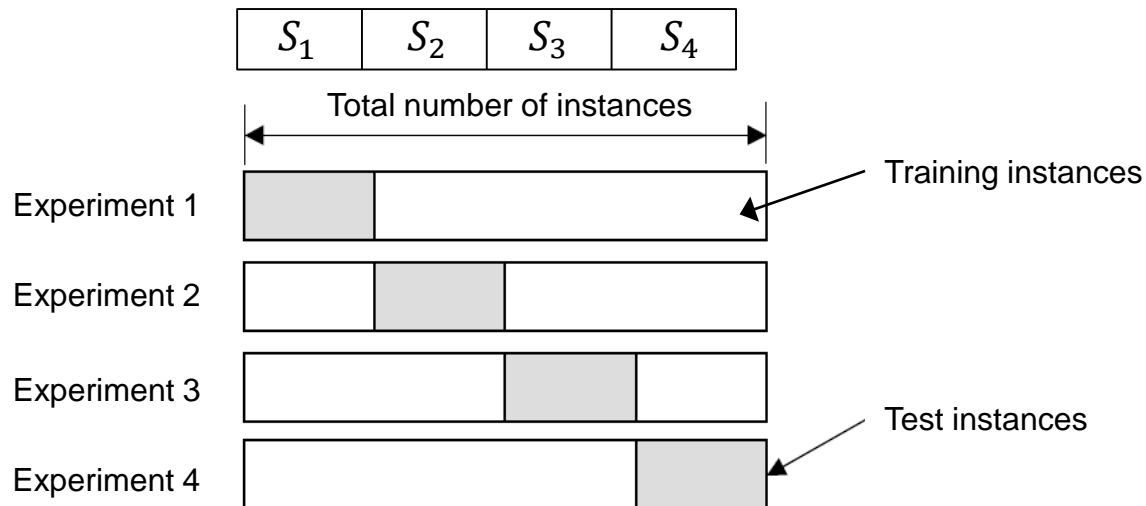 S₁ S₂ S₃ S₄
Total number of instances
Training instances
Experiment 1
Experiment 2
Experiment 3
Test instances
Experiment 4